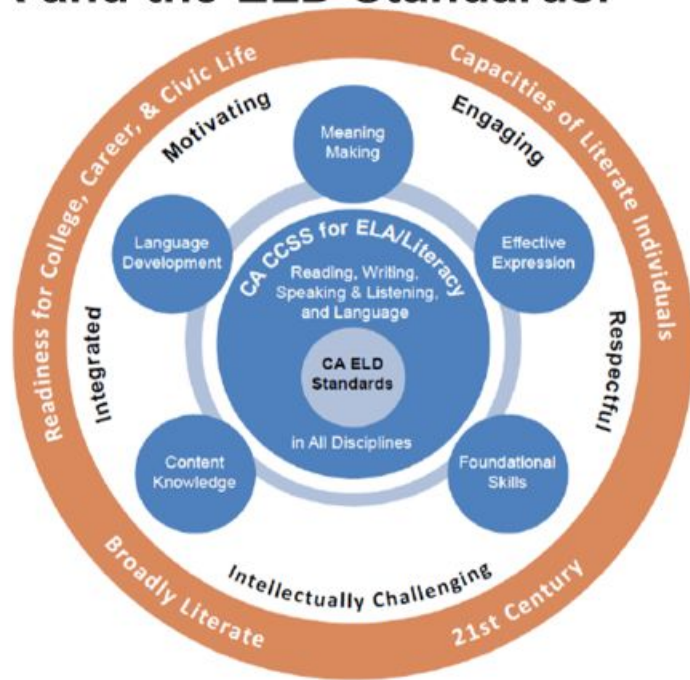 and the ELD Standards.
Readiness for College, Career, & Civic Life
Capacities of Literate Individuals
Broadly Literate
21st Century
Motivating
Engaging
Integrated
Respectful
Intellectually Challenging
Meaning
Making
Language
Development
Effective
Expression
Content
Knowledge
Foundational
Skills
CA CCSS for ELA/Literacy
Reading, Writing,
Speaking & Listening,
and Language
CA ELD
Standards
in All Disciplines